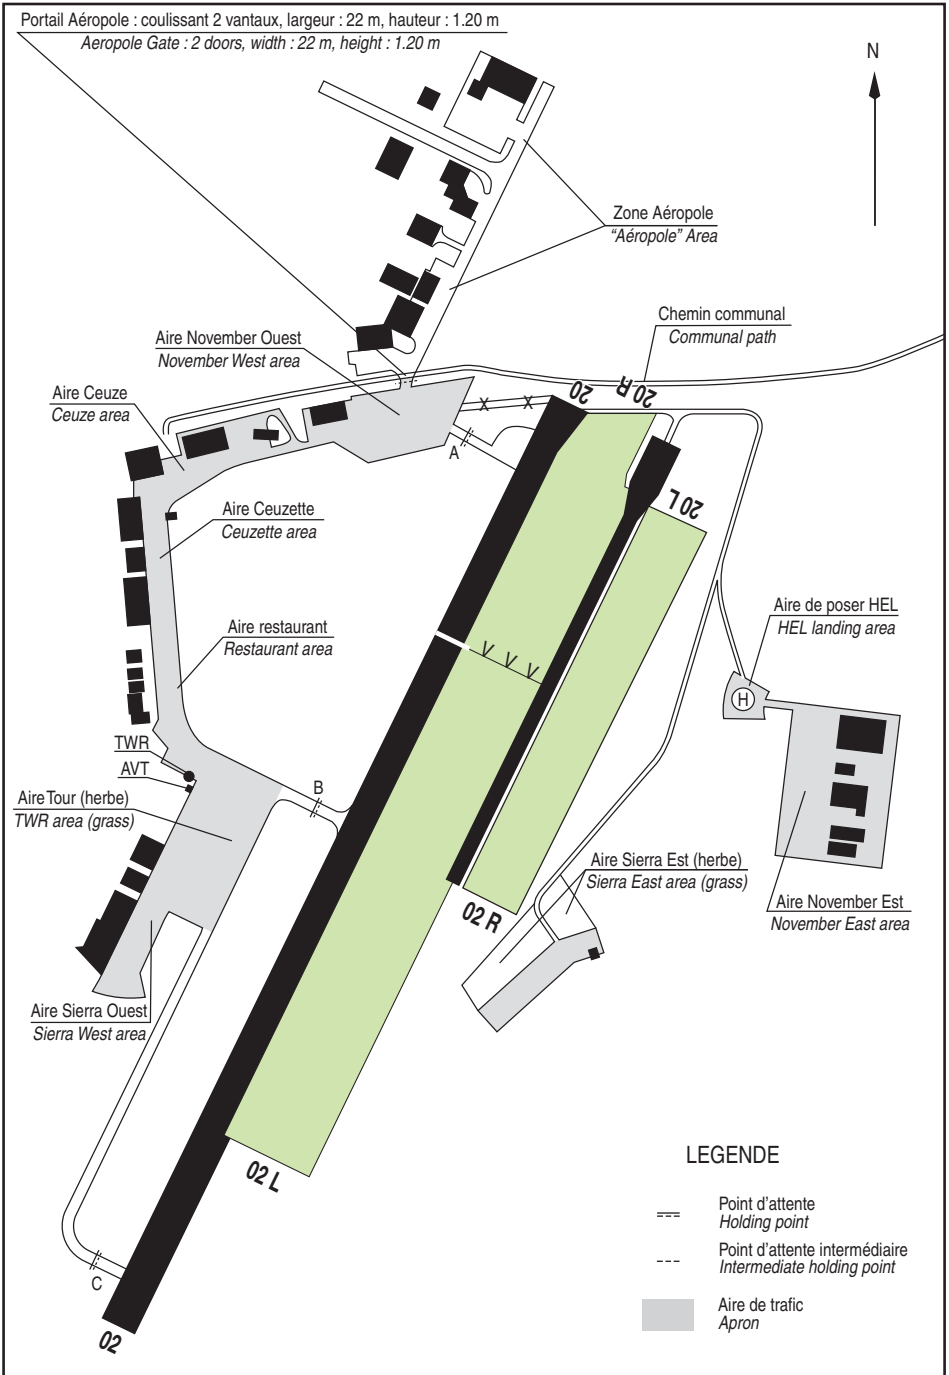 Portail Aéropole : coulissant 2 vantaux, largeur : 22 m, hauteur : 1.20 m
Aeropole Gate : 2 doors, width : 22 m, height : 1.20 m
N
Zone Aéropole
“Aéropole” Area
Chemin communal
Communal path
Aire November Ouest
November West area
Aire Ceuze
Ceuze area
20
20 R
A
X X
20 L
Aire Ceuzette
Ceuzette area
Aire de poser HEL
HEL landing area
Aire restaurant
Restaurant area
H
TWR
AVT
B
Aire Tour (herbe)
TWR area (grass)
Aire Sierra Est (herbe)
Sierra East area (grass)
02 R
Aire November Est
November East area
Aire Sierra Ouest
Sierra West area
02 L
C
02
LEGENDE
Point d’attente
Holding point
Point d’attente intermédiaire
Intermediate holding point
Aire de trafic
Apron